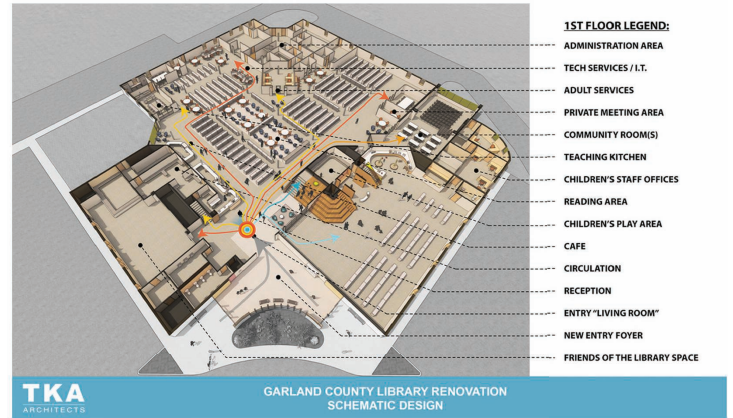 1ST FLOOR LEGEND:
ADMINISTRATION AREA
TECH SERVICES / I.T.
ADULT SERVICES
PRIVATE MEETING AREA
COMMUNITY ROOM(S)
TEACHING KITCHEN
CHILDREN'S STAFF OFFICES
READING AREA
CHILDREN'S PLAY AREA
CAFE
CIRCULATION
RECEPTION
ENTRY "LIVING ROOM"
NEW ENTRY FOYER
FRIENDS OF THE LIBRARY SPACE
TKA
ARCHITECTS
GARLAND COUNTY LIBRARY RENOVATION
SCHEMATIC DESIGN